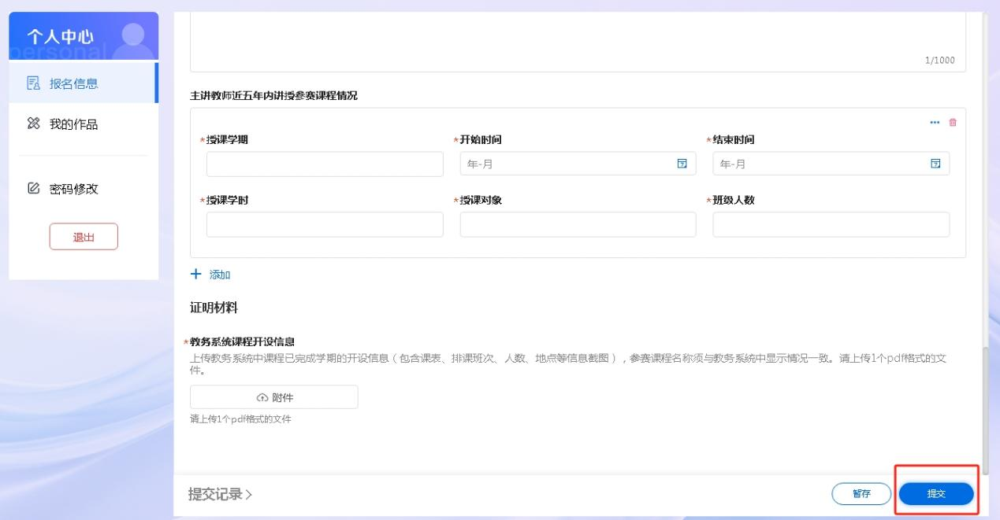 个人中心
personal
报名信息
我的作品
密码修改
退出
1/1000
主讲教师近五年内讲授参赛课程情况
*授课学期 *开始时间 *结束时间
年-月 年-月
*授课学时 *授课对象 *班级人数
+ 添加
证明材料
*教务系统课程开设信息
上传教务系统中课程已完成学期的开设信息（包含课表、排课班次、人数、地点等信息截图），参赛课程名称须与教务系统中显示情况一致。请上传1个pdf格式的文
件。
附件
请上传1个pdf格式的文件
提交记录>
暂存 提交